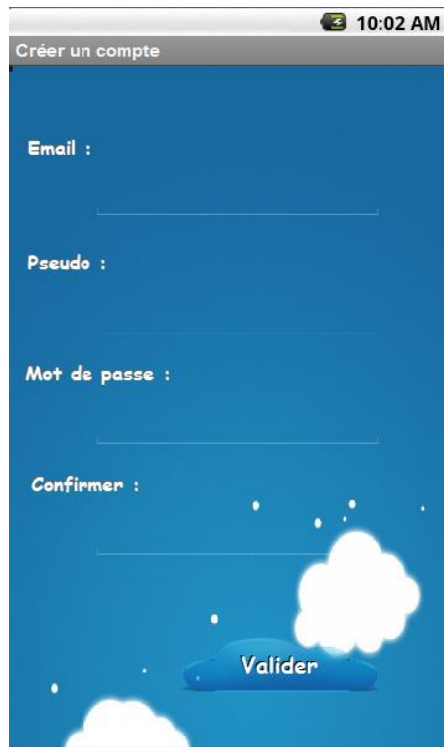 10:02 AM
Créer un compte
Email :
Pseudo :
Mot de passe :
Confirmer :
Valider